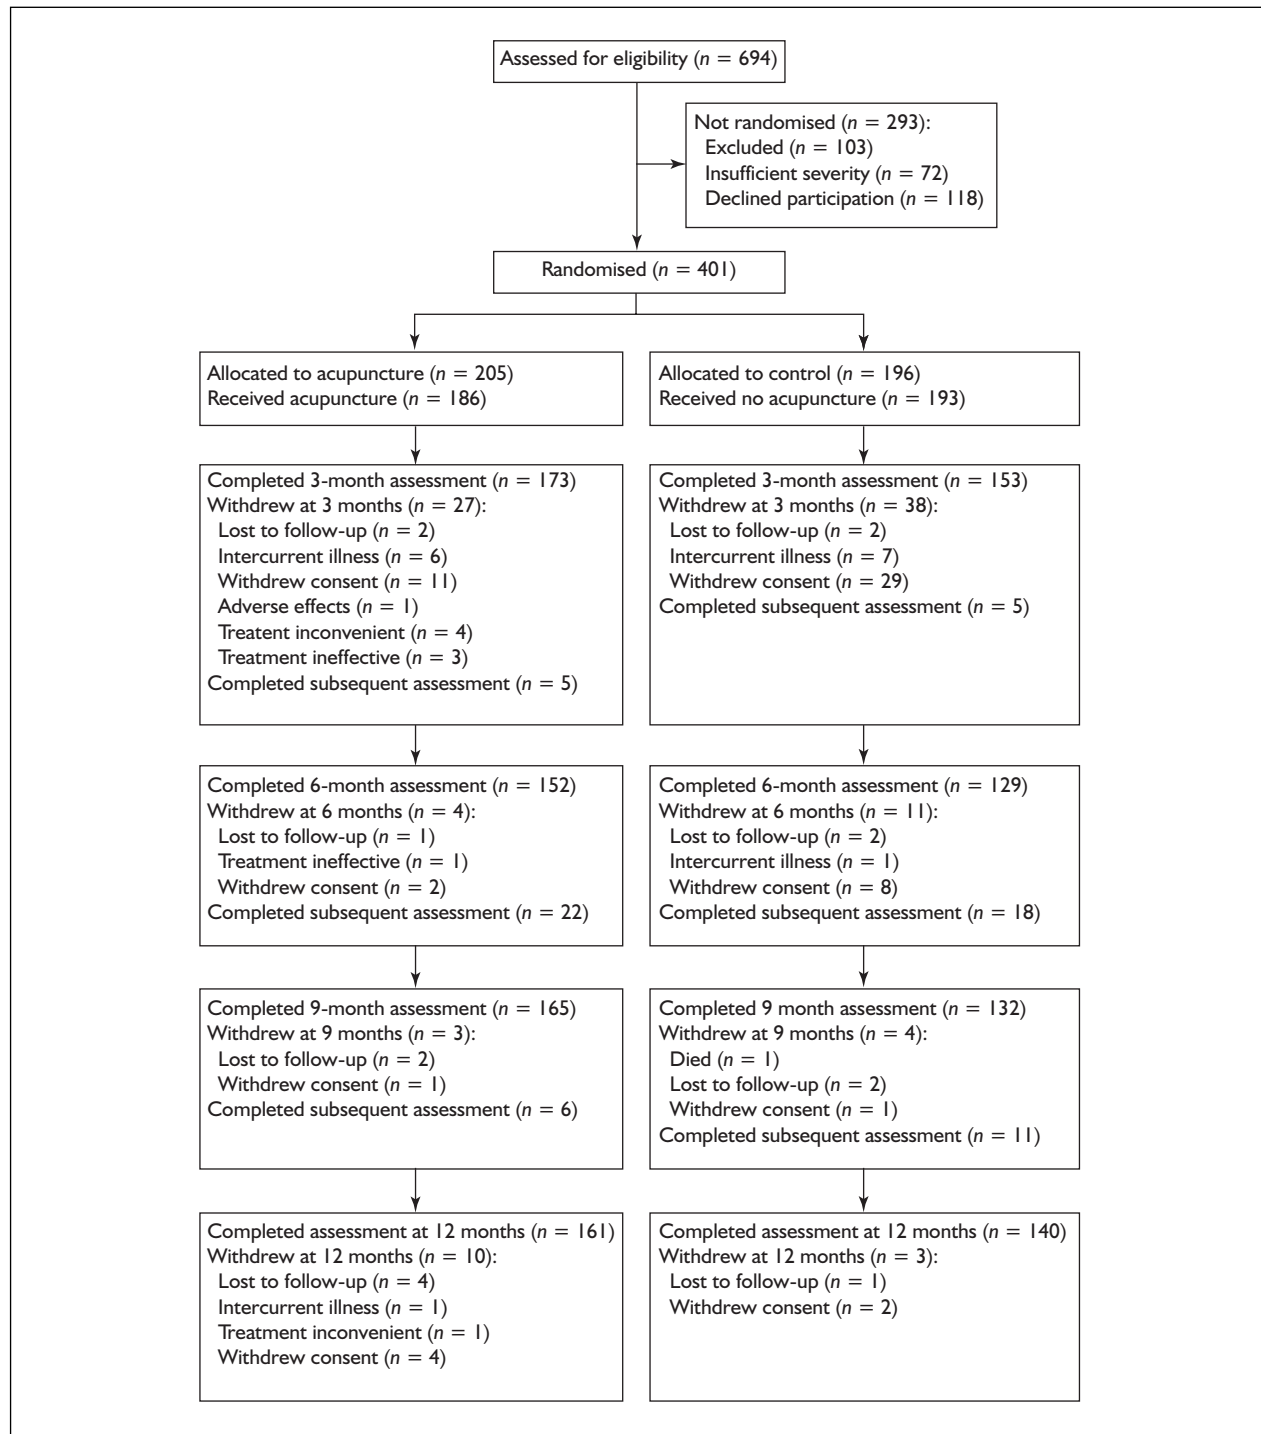 Assessed for eligibility (n = 694)
Not randomised (n = 293):
Excluded (n = 103)
Insufficient severity (n = 72)
Declined participation (n = 118)
Randomised (n = 401)
Allocated to acupuncture (n = 205)
Received acupuncture (n = 186)
Allocated to control (n = 196)
Received no acupuncture (n = 193)
Completed 3-month assessment (n = 173)
Withdrew at 3 months (n = 27):
Lost to follow-up (n = 2)
Intercurrent illness (n = 6)
Withdrew consent (n = 11)
Adverse effects (n = 1)
Treatent inconvenient (n = 4)
Treatment ineffective (n = 3)
Completed subsequent assessment (n = 5)
Completed 3-month assessment (n = 153)
Withdrew at 3 months (n = 38):
Lost to follow-up (n = 2)
Intercurrent illness (n = 7)
Withdrew consent (n = 29)
Completed subsequent assessment (n = 5)
Completed 6-month assessment (n = 152)
Withdrew at 6 months (n = 4):
Lost to follow-up (n = 1)
Treatment ineffective (n = 1)
Withdrew consent (n = 2)
Completed subsequent assessment (n = 22)
Completed 6-month assessment (n = 129)
Withdrew at 6 months (n = 11):
Lost to follow-up (n = 2)
Intercurrent illness (n = 1)
Withdrew consent (n = 8)
Completed subsequent assessment (n = 18)
Completed 9-month assessment (n = 165)
Withdrew at 9 months (n = 3):
Lost to follow-up (n = 2)
Withdrew consent (n = 1)
Completed subsequent assessment (n = 6)
Completed 9 month assessment (n = 132)
Withdrew at 9 months (n = 4):
Died (n = 1)
Lost to follow-up (n = 2)
Withdrew consent (n = 1)
Completed subsequent assessment (n = 11)
Completed assessment at 12 months (n = 161)
Withdrew at 12 months (n = 10):
Lost to follow-up (n = 4)
Intercurrent illness (n = 1)
Treatment inconvenient (n = 1)
Withdrew consent (n = 4)
Completed assessment at 12 months (n = 140)
Withdrew at 12 months (n = 3):
Lost to follow-up (n = 1)
Withdrew consent (n = 2)